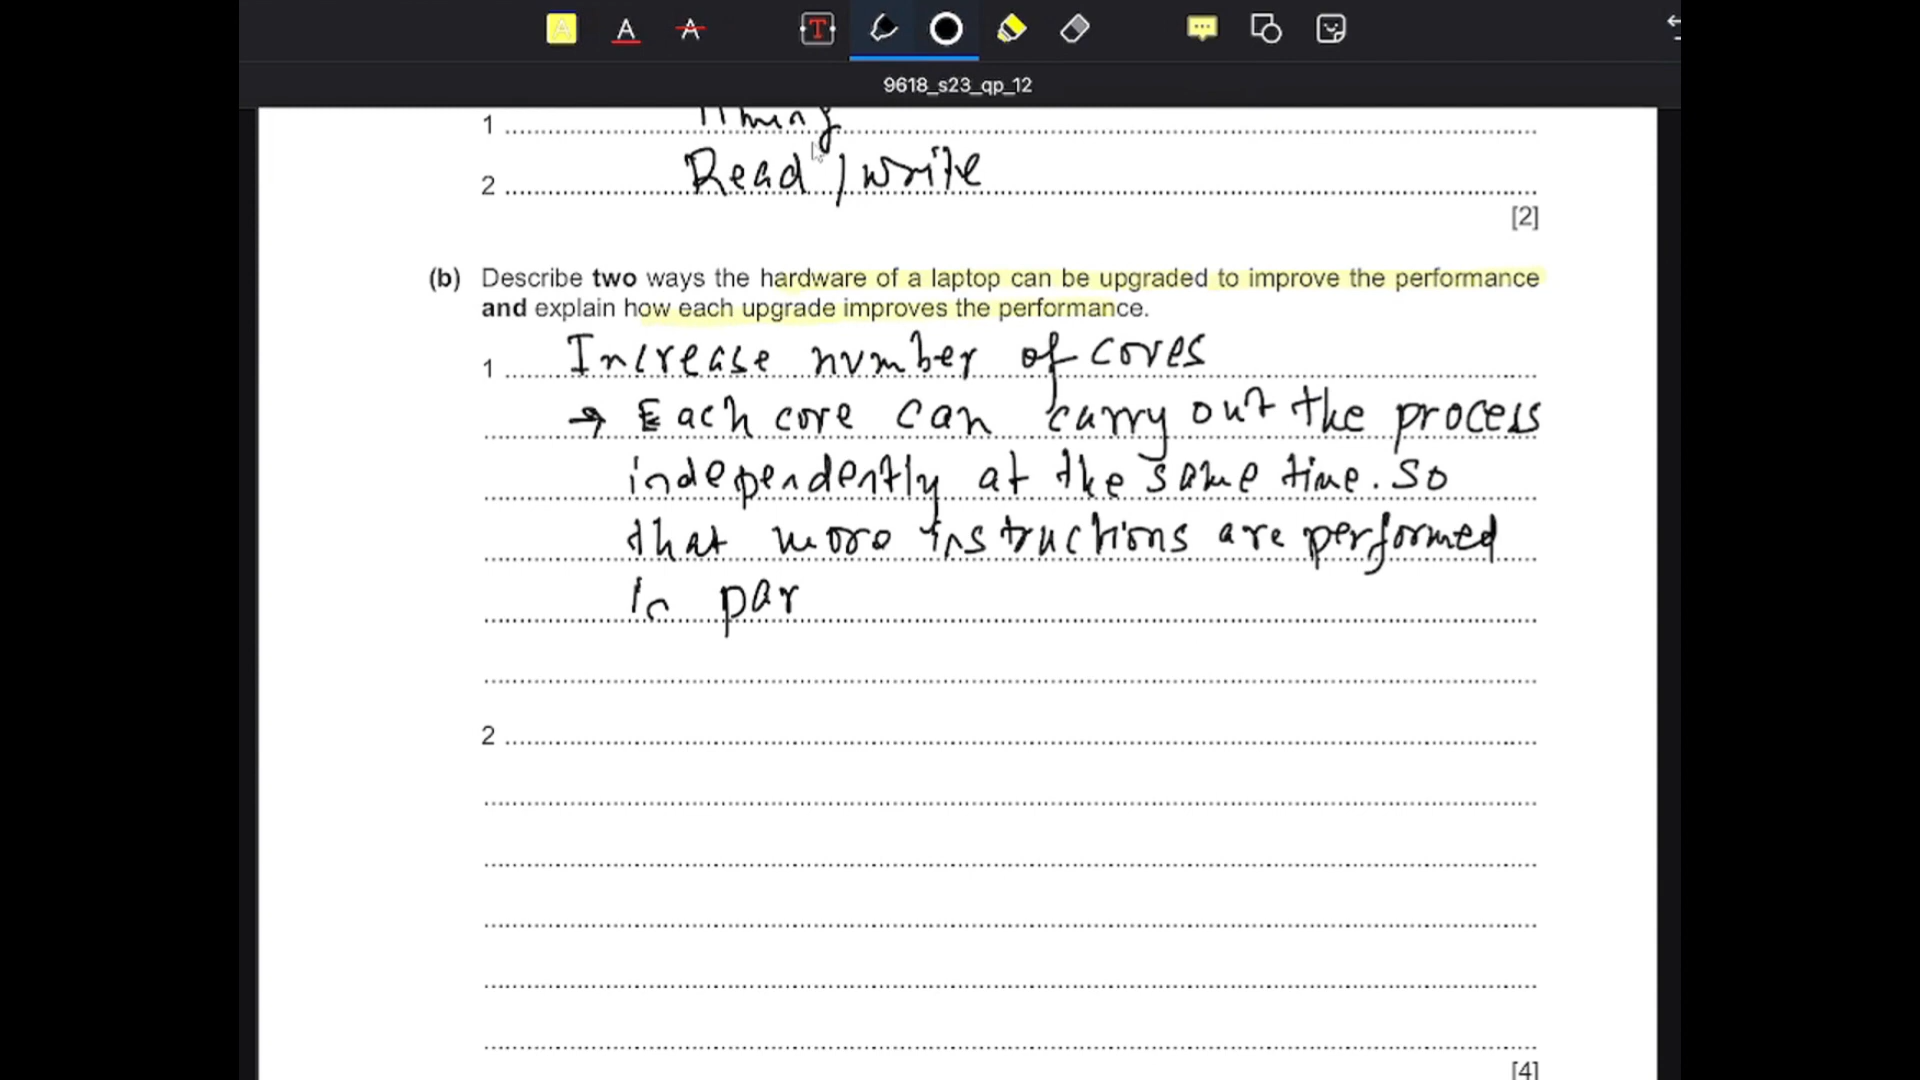 9618_s23_qp_12
1 Timing
2 Read / write
[2]
(b) Describe two ways the hardware of a laptop can be upgraded to improve the performance
and explain how each upgrade improves the performance.
1 Increase number of cores
→ Each core can carry out the process
independently at the same time. so
that more instructions are performed
in par
2
[4]